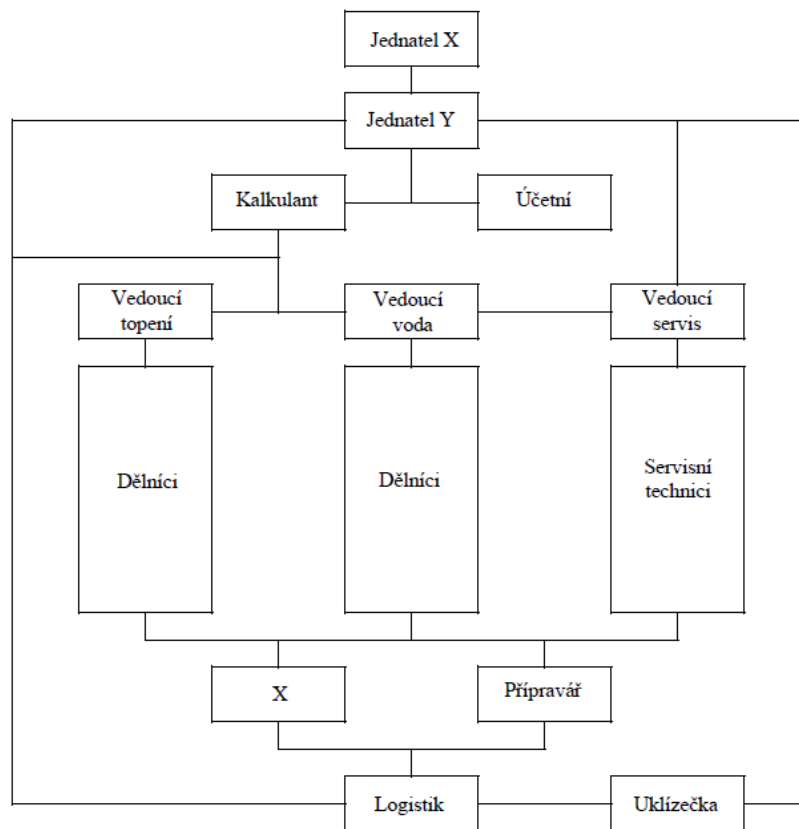 Jednatel X
Jednatel Y
Kalkulant
Účetní
Vedoucí
topení
Vedoucí
voda
Vedoucí
servis
Dělníci
Dělníci
Servisní
technici
X
Přípravář
Logistik
Uklízečka